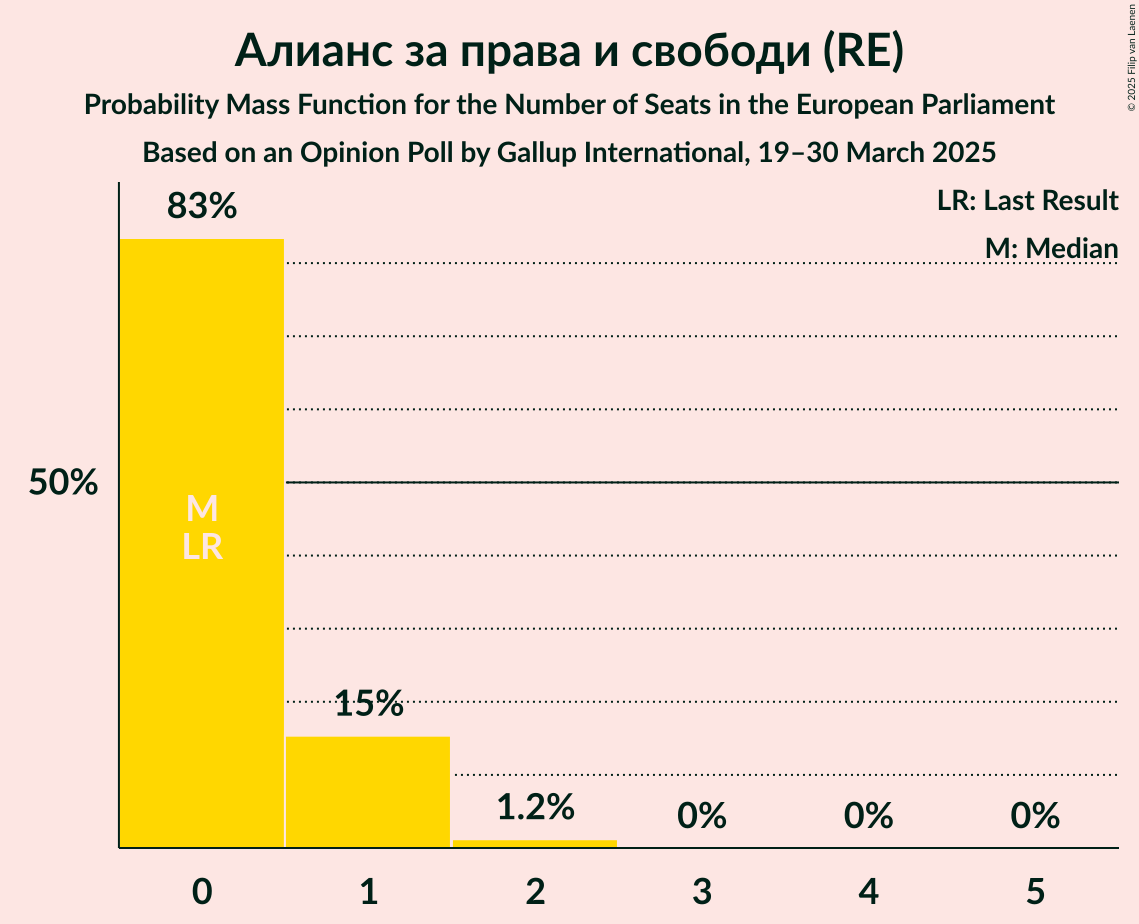 Алианс за права и свободи (RE)
Probability Mass Function for the Number of Seats in the European Parliament
Based on an Opinion Poll by Gallup International, 19–30 March 2025
© 2025 Filip van Laenen
LR: Last Result
M: Median
83%
50%
M
LR
15%
1.2%
0%
0%
0%
0
1
2
3
4
5